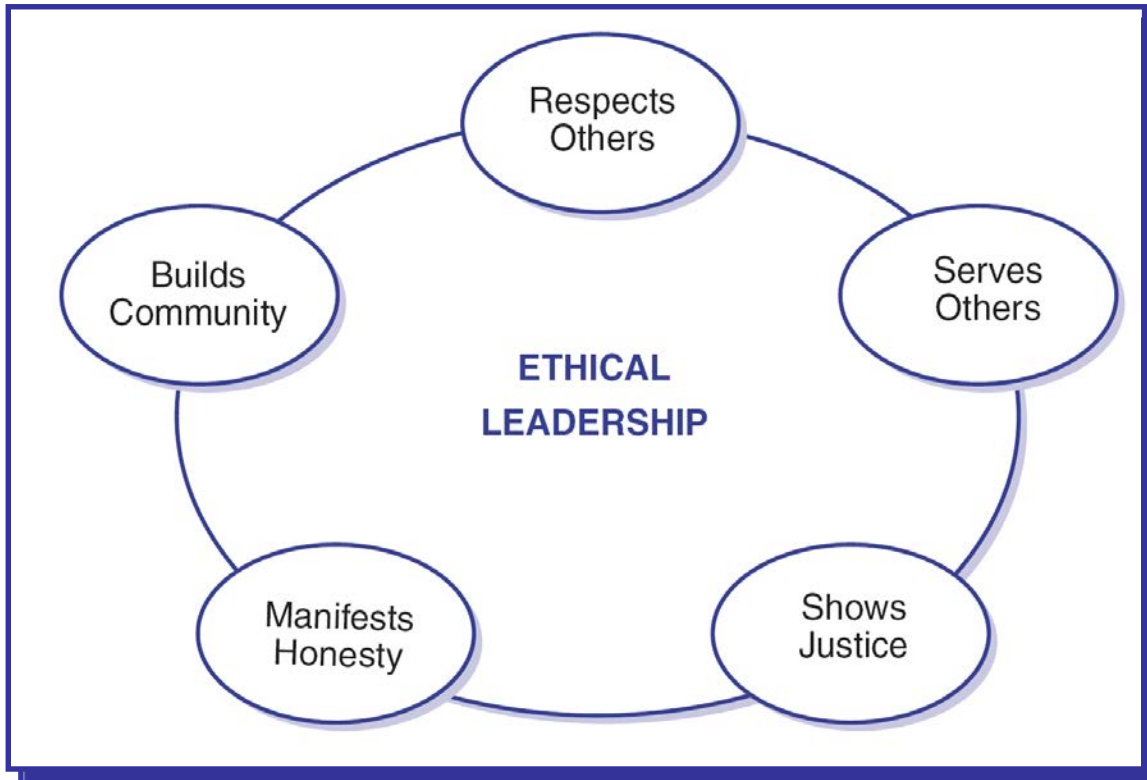 Respects
Others
Serves
Others
Shows
Justice
Manifests
Honesty
Builds
Community
ETHICAL
LEADERSHIP